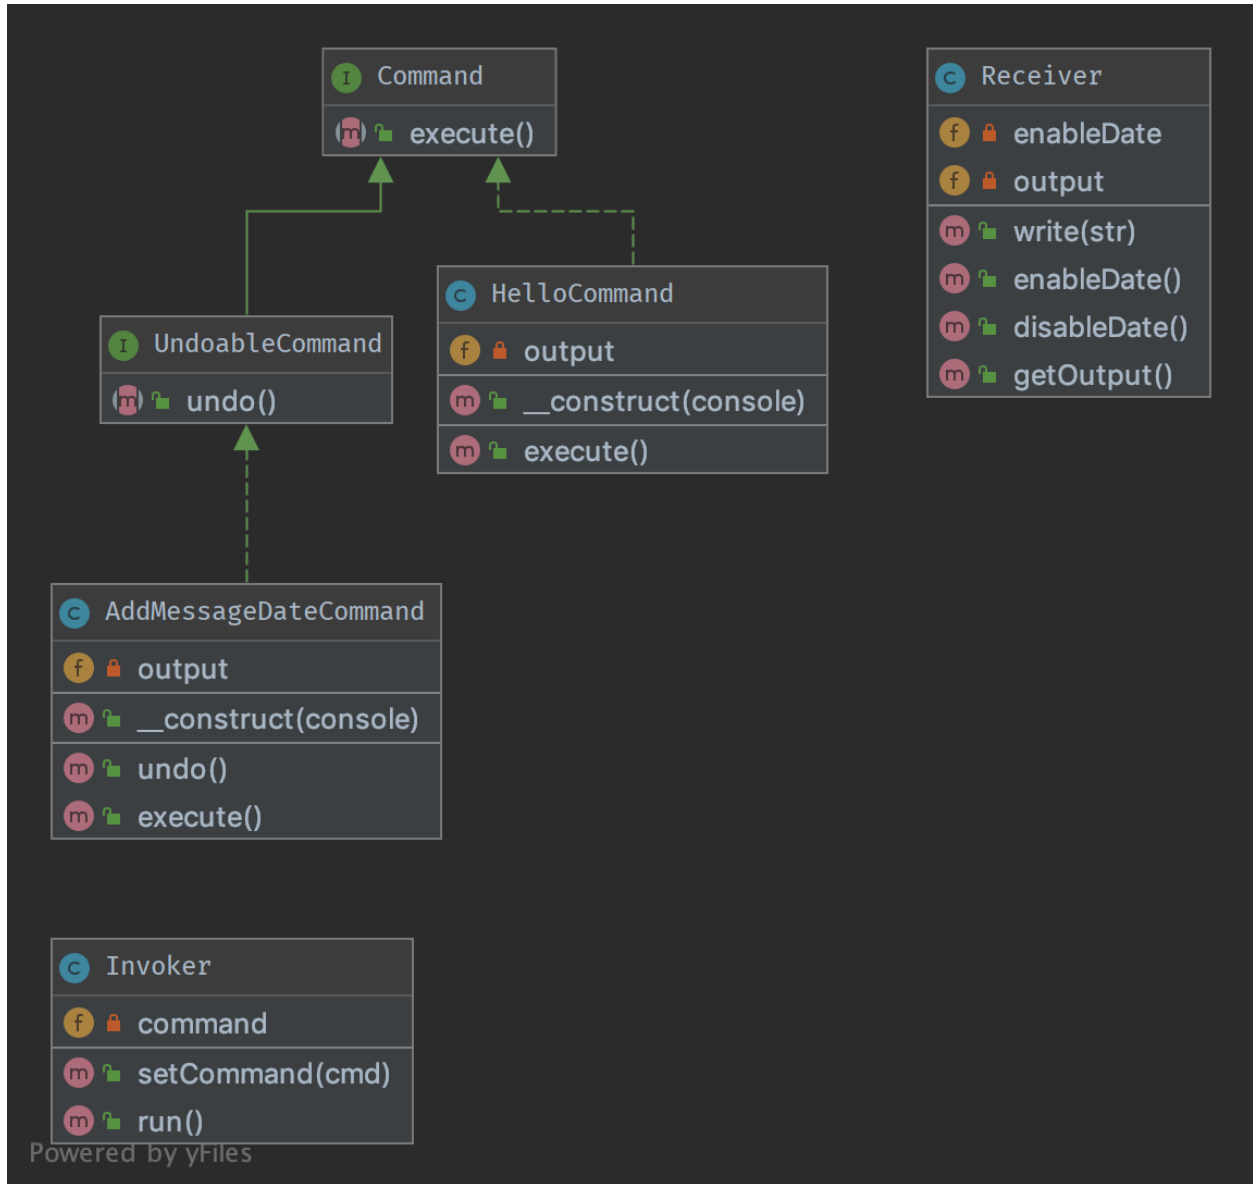 Command
execute()
Receiver
enableDate
output
write(str)
enableDate()
disableDate()
getOutput()
HelloCommand
output
__construct(console)
execute()
UndoableCommand
undo()
AddMessageDateCommand
output
__construct(console)
undo()
execute()
Invoker
command
setCommand(cmd)
run()
Powered by yFiles